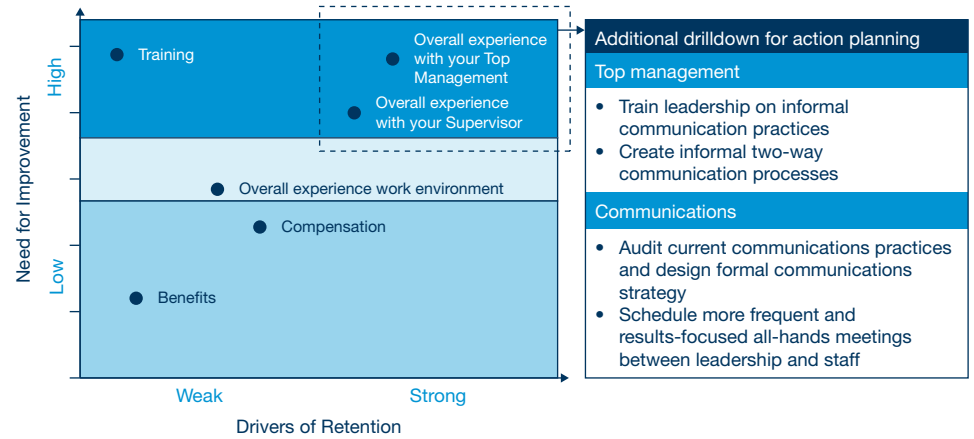 Need for Improvement
High
Low
Training
Overall experience
with your Top
Management
Overall experience
with your Supervisor
Overall experience work environment
Compensation
Benefits
Weak
Strong
Drivers of Retention
Additional drilldown for action planning
Top management
• Train leadership on informal
communication practices
• Create informal two-way
communication processes
Communications
• Audit current communications practices
and design formal communications
strategy
• Schedule more frequent and
results-focused all-hands meetings
between leadership and staff